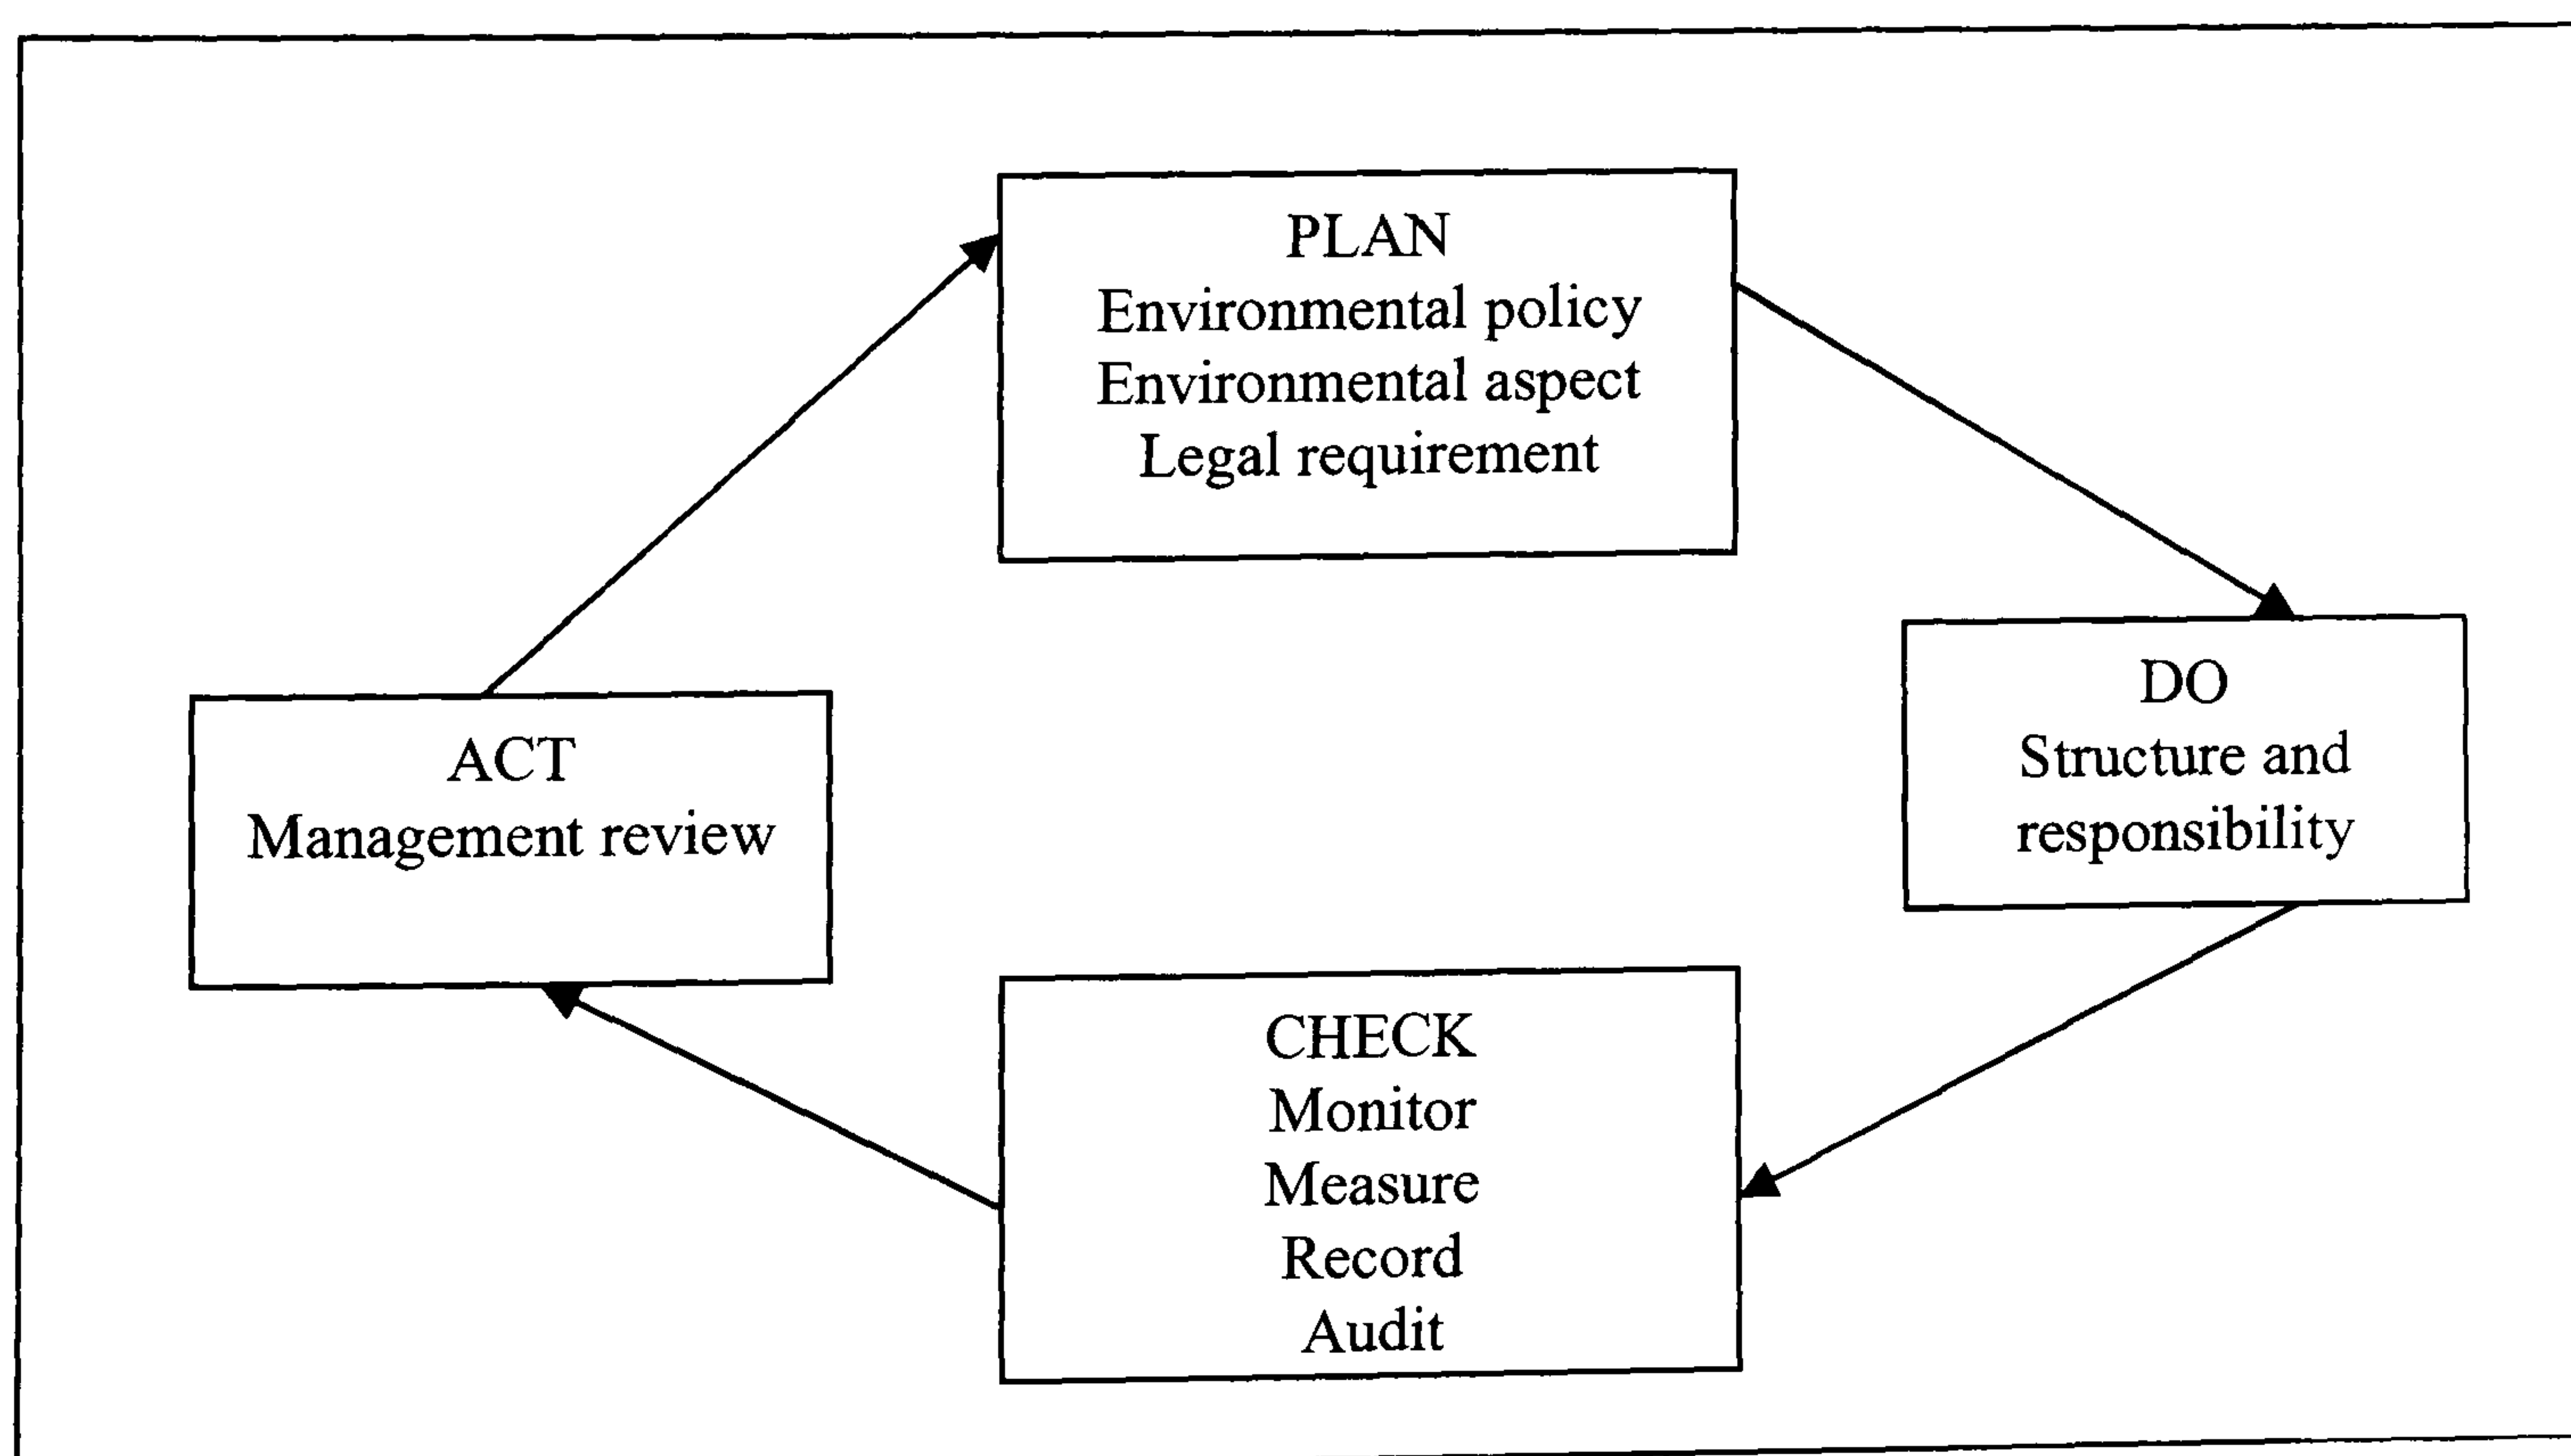 PLAN
Environmental policy
Environmental aspect
Legal requirement
DO
Structure and
responsibility
CHECK
Monitor
Measure
Record
Audit
ACT
Management review